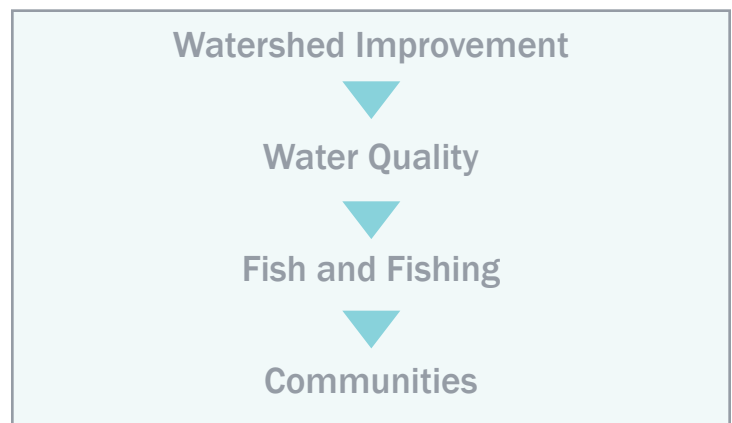 Watershed Improvement
Water Quality
Fish and Fishing
Communities